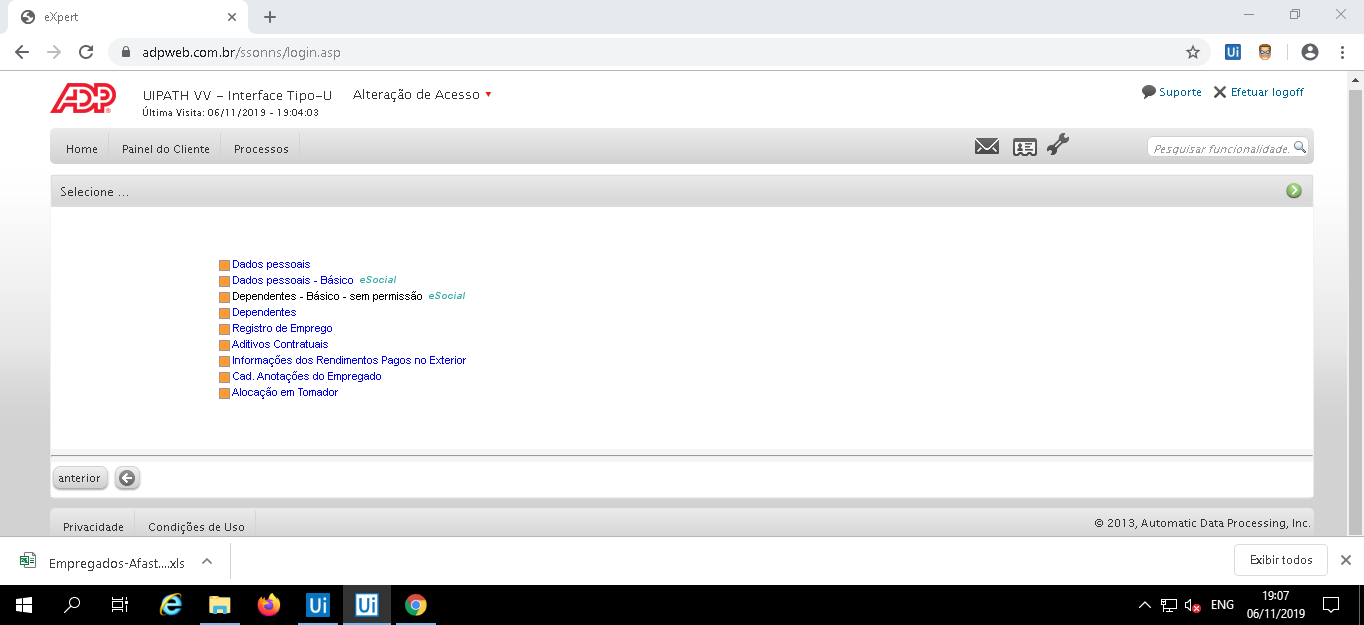 eXpert
adpweb.com.br/ssonns/login.asp
Ui
ADP
UIPATH VV - Interface Tipo-U
Alteração de Acesso
Suporte
Efetuar logoff
Última Visita: 06/11/2019 - 19:04:03
Home
Painel do Cliente
Processos
Pesquisar funcionalidade.
Selecione ...
Dados pessoais
Dados pessoais - Básico eSocial
Dependentes - Básico - sem permissão eSocial
Dependentes
Registro de Emprego
Aditivos Contratuais
Informações dos Rendimentos Pagos no Exterior
Cad. Anotações do Empregado
Alocação em Tomador
anterior
Privacidade
Condições de Uso
© 2013, Automatic Data Processing, Inc.
Empregados-Afast....xls
Exibir todos
Ui
Ui
ENG
19:07
06/11/2019